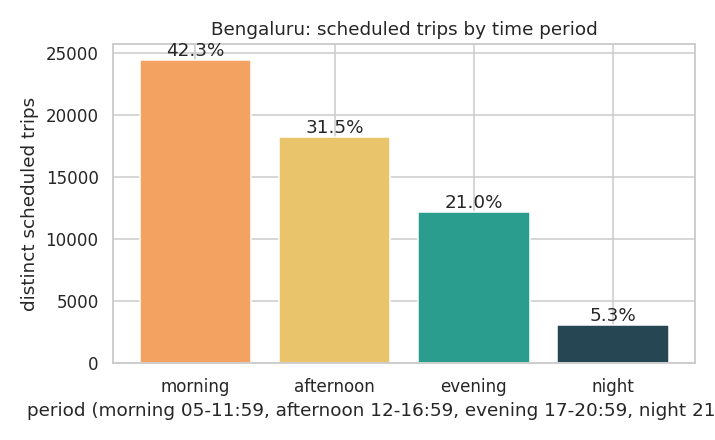 Bengaluru: scheduled trips by time period
distinct scheduled trips
25000
20000
15000
10000
5000
0
42.3%
31.5%
21.0%
5.3%
morning afternoon evening night
period (morning 05-11:59, afternoon 12-16:59, evening 17-20:59, night 21